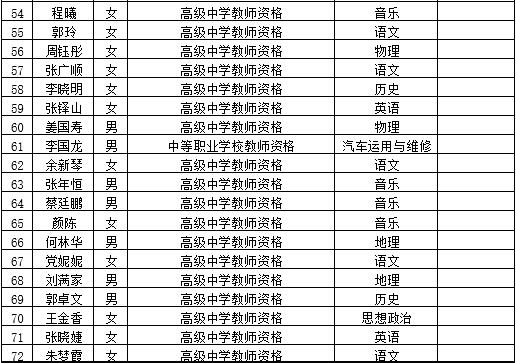 54 程曦 女 高级中学教师资格 音乐
55 郭玲 女 高级中学教师资格 语文
56 周钰彤 女 高级中学教师资格 物理
57 张广顺 女 高级中学教师资格 语文
58 李晓明 女 高级中学教师资格 历史
59 张铎山 女 高级中学教师资格 英语
60 姜国寿 男 高级中学教师资格 物理
61 李国龙 男 中等职业学校教师资格 汽车运用与维修
62 余新琴 女 高级中学教师资格 语文
63 张年恒 男 高级中学教师资格 音乐
64 蔡廷鹏 男 高级中学教师资格 音乐
65 颜陈 女 高级中学教师资格 音乐
66 何林华 男 高级中学教师资格 地理
67 党妮妮 女 高级中学教师资格 语文
68 刘满家 男 高级中学教师资格 地理
69 郭卓文 男 高级中学教师资格 历史
70 王金香 女 高级中学教师资格 思想政治
71 张晓婕 女 高级中学教师资格 英语
72 朱梦霞 女 高级中学教师资格 语文